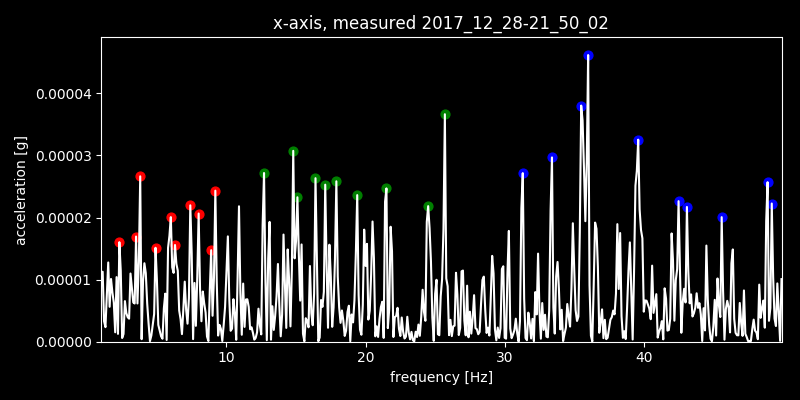 x-axis, measured 2017_12_28-21_50_02
acceleration [g]
0.00004
0.00003
0.00002
0.00001
0.00000
10 20 30 40
frequency [Hz]